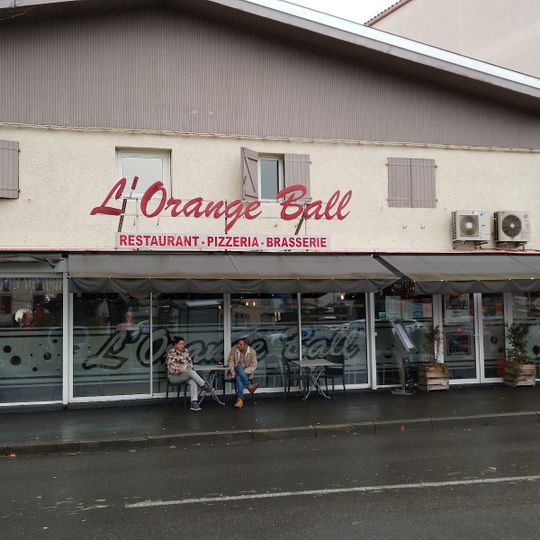 L'Orange Ball
RESTAURANT - PIZZERIA - BRASSERIE
L'Orange Ball